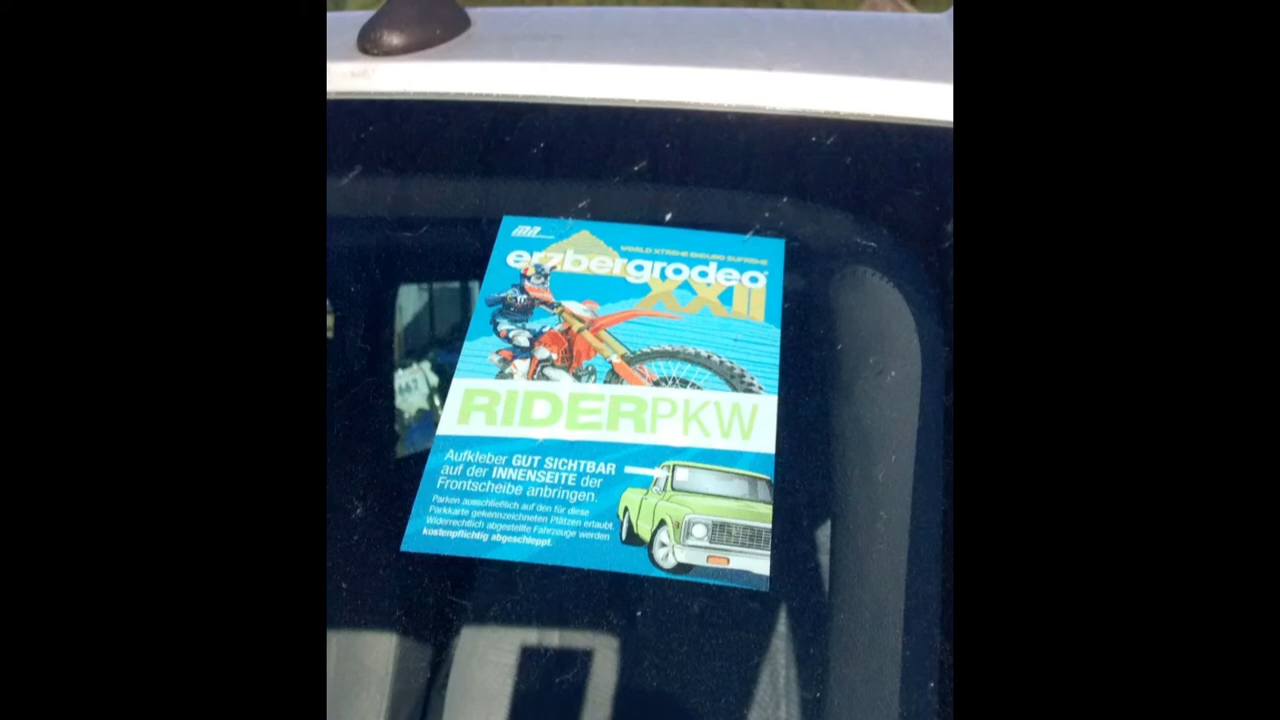 WORLD XTREME ENDURO SUPREME
erzbergrodeo
XXII
RIDERPKW
Aufkleber GUT SICHTBAR
auf der INNENSEITE der
Frontscheibe anbringen.
Parken ausschließlich auf den für diese
Parkkarte gekennzeichneten Plätzen erlaubt.
Widerrechtlich abgestellte Fahrzeuge werden
kostenpflichtig abgeschleppt.